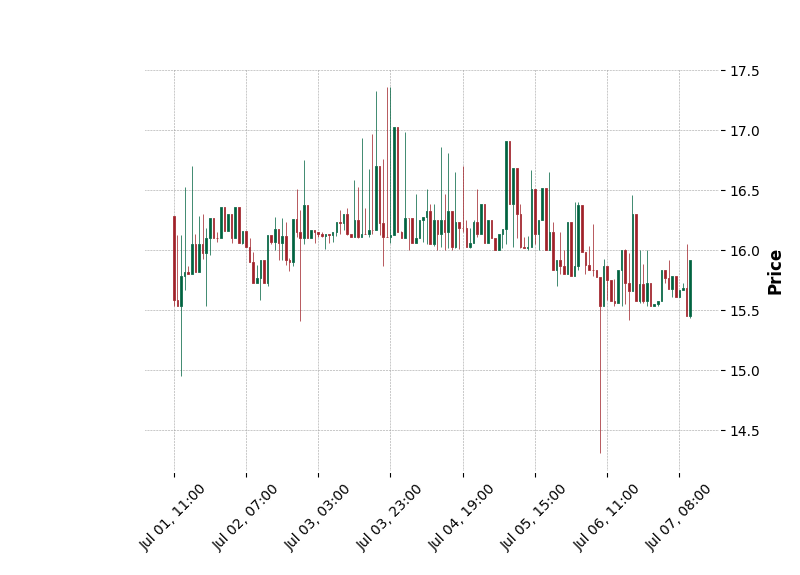 17.5
17.0
16.5
16.0
15.5
15.0
14.5
Price
Jul 01, 11:00
Jul 02, 07:00
Jul 03, 03:00
Jul 03, 23:00
Jul 04, 19:00
Jul 05, 15:00
Jul 06, 11:00
Jul 07, 08:00